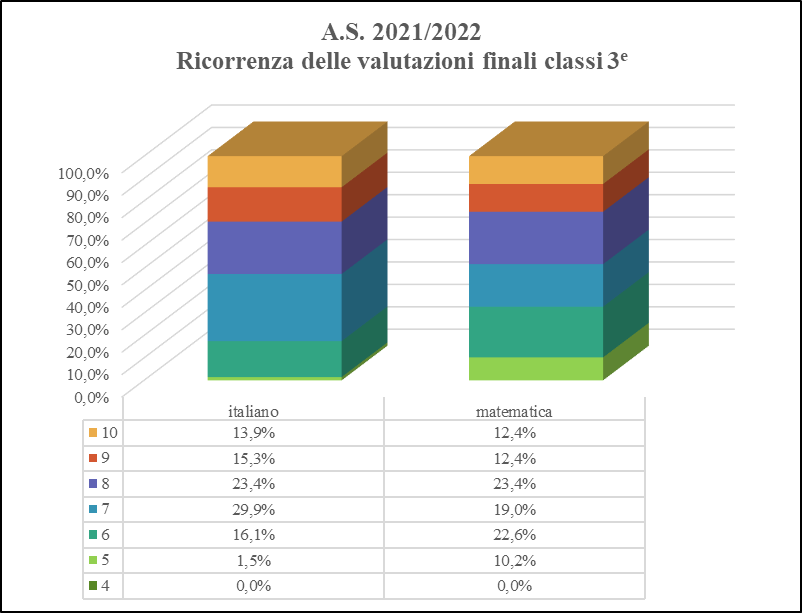 A.S. 2021/2022
Ricorrenza delle valutazioni finali classi 3e
100,0%
90,0%
80,0%
70,0%
60,0%
50,0%
40,0%
30,0%
20,0%
10,0%
0,0%
italiano matematica
10 13,9% 12,4%
9 15,3% 12,4%
8 23,4% 23,4%
7 29,9% 19,0%
6 16,1% 22,6%
5 1,5% 10,2%
4 0,0% 0,0%